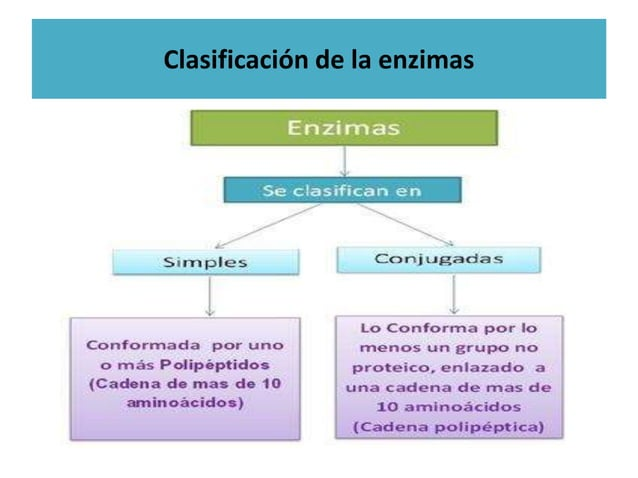 Clasificación de la enzimas
Enzimas
Se clasifican en
Simples
Conjugadas
Conformada por uno
o más Polipéptidos
(Cadena de mas de 10
aminoácidos)
Lo Conforma por lo
menos un grupo no
proteico, enlazado a
una cadena de mas de
10 aminoácidos
(Cadena polipéptica)